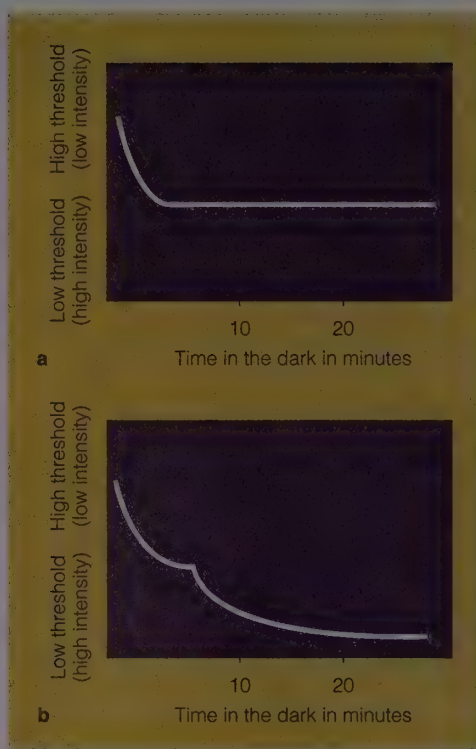 High threshold
(low intensity)
Low threshold
(high intensity)
10 20
a Time in the dark in minutes
High threshold
(low intensity)
Low threshold
(high intensity)
10 20
b Time in the dark in minutes